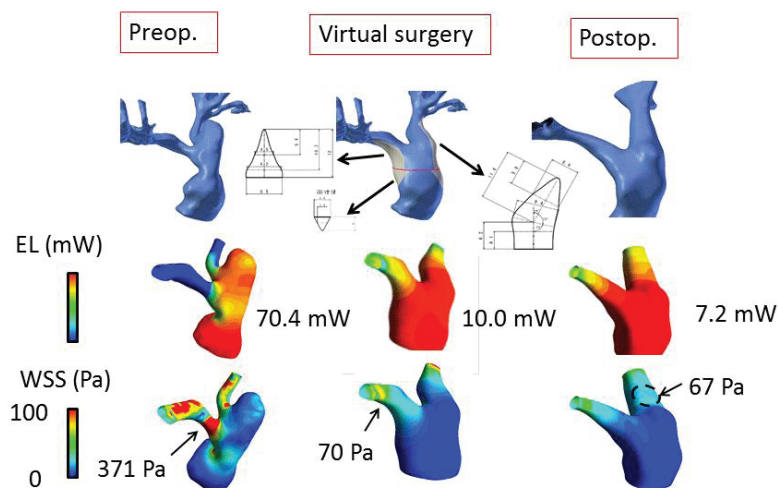 Preop.
Virtual surgery
Postop.
EL (mW)
70.4 mW
10.0 mW
7.2 mW
WSS (Pa)
100
0
371 Pa
70 Pa
67 Pa